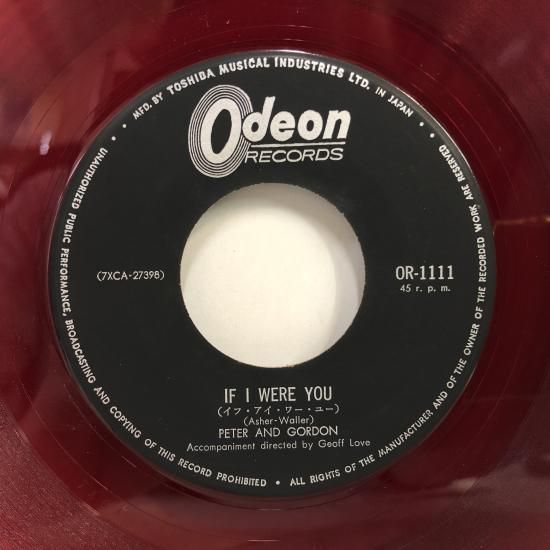 MFD. BY TOSHIBA MUSICAL INDUSTRIES LTD. IN JAPAN •
ALL RIGHTS OF THE MANUFACTURER AND OF THE OWNER OF THE RECORDED WORK ARE RESERVED
UNAUTHORIZED PUBLIC PERFORMANCE, BROADCASTING AND COPYING OF THIS RECORD PROHIBITED •
Odeon
RECORDS
(7XCA-27398)
OR-1111
45 r. p. m.
IF I WERE YOU
(イフ・アイ・ワー・ユー)
(Asher-Waller)
PETER AND GORDON
Accompaniment directed by Geoff Love